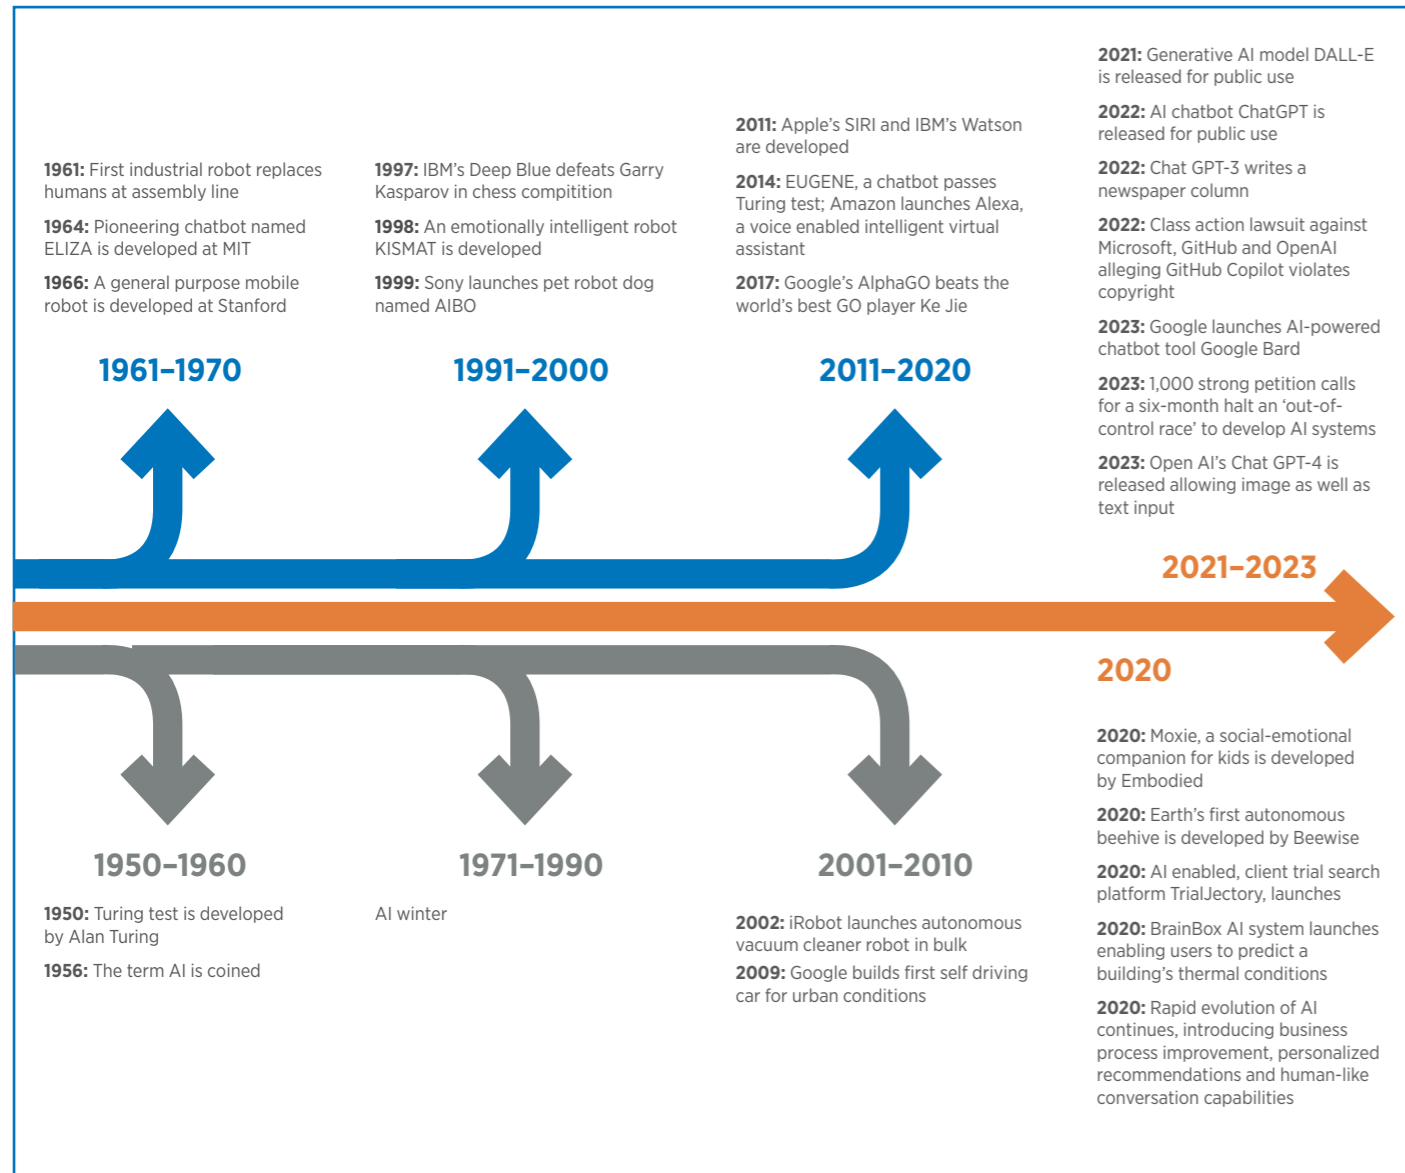 1961: First industrial robot replaces
humans at assembly line
1964: Pioneering chatbot named
ELIZA is developed at MIT
1966: A general purpose mobile
robot is developed at Stanford
1961–1970
1997: IBM's Deep Blue defeats Garry
Kasparov in chess compitition
1998: An emotionally intelligent robot
KISMAT is developed
1999: Sony launches pet robot dog
named AIBO
1991–2000
2011: Apple's SIRI and IBM's Watson
are developed
2014: EUGENE, a chatbot passes
Turing test; Amazon launches Alexa,
a voice enabled intelligent virtual
assistant
2017: Google's AlphaGO beats the
world's best GO player Ke Jie
2011–2020
2021: Generative AI model DALL-E
is released for public use
2022: AI chatbot ChatGPT is
released for public use
2022: Chat GPT-3 writes a
newspaper column
2022: Class action lawsuit against
Microsoft, GitHub and OpenAI
alleging GitHub Copilot violates
copyright
2023: Google launches AI-powered
chatbot tool Google Bard
2023: 1,000 strong petition calls
for a six-month halt an 'out-of-
control race' to develop AI systems
2023: Open AI's Chat GPT-4 is
released allowing image as well as
text input
2021–2023
1950–1960
1950: Turing test is developed
by Alan Turing
1956: The term AI is coined
1971–1990
AI winter
2001–2010
2002: iRobot launches autonomous
vacuum cleaner robot in bulk
2009: Google builds first self driving
car for urban conditions
2020
2020: Moxie, a social-emotional
companion for kids is developed
by Embodied
2020: Earth's first autonomous
beehive is developed by Beewise
2020: AI enabled, client trial search
platform TrialJectory, launches
2020: BrainBox AI system launches
enabling users to predict a
building's thermal conditions
2020: Rapid evolution of AI
continues, introducing business
process improvement, personalized
recommendations and human-like
conversation capabilities